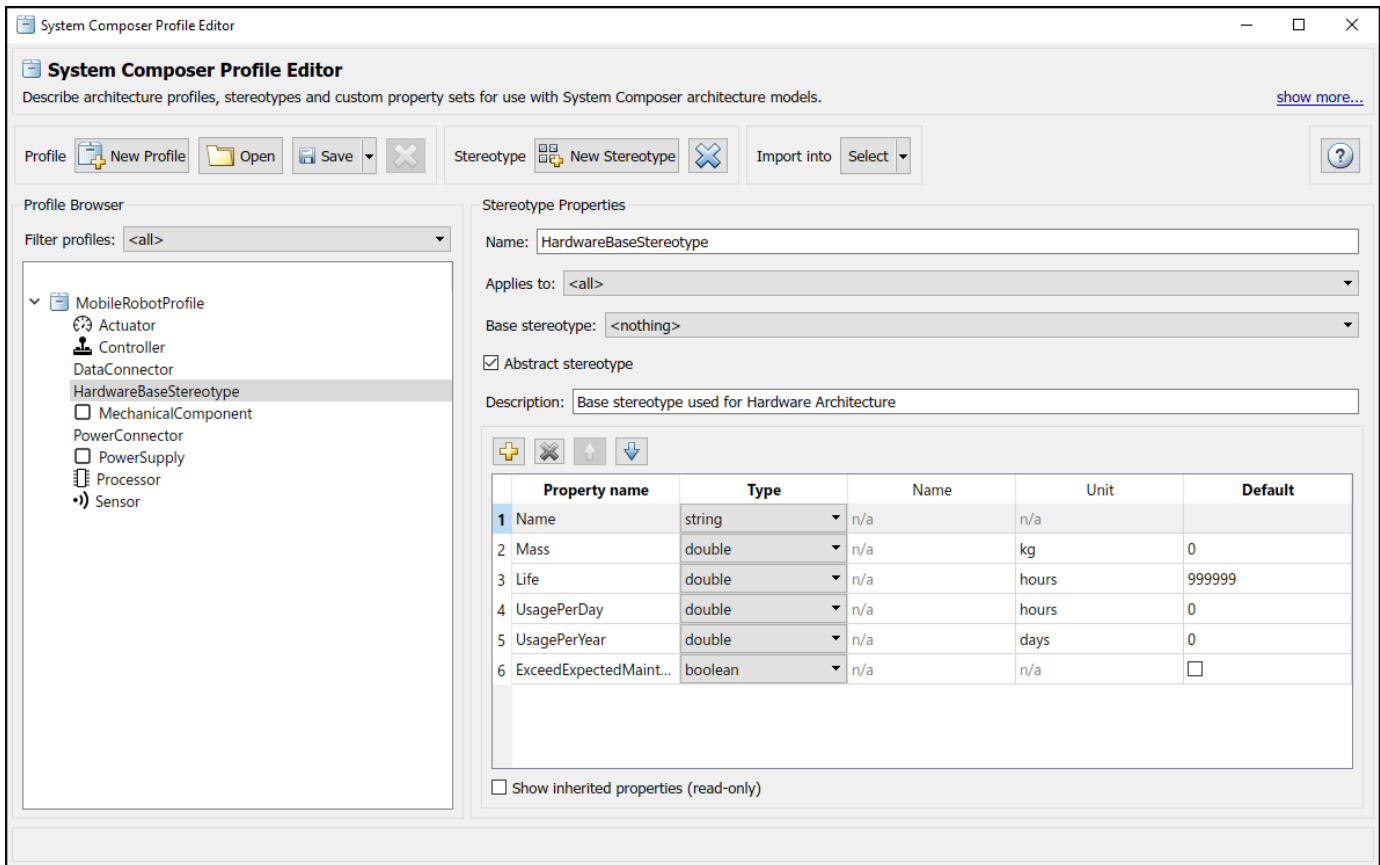 System Composer Profile Editor
System Composer Profile Editor
Describe architecture profiles, stereotypes and custom property sets for use with System Composer architecture models.
show more...
Profile New Profile Open Save Stereotype New Stereotype Import into Select ?
Profile Browser
Filter profiles: <all>
MobileRobotProfile
Actuator
Controller
DataConnector
HardwareBaseStereotype
MechanicalComponent
PowerConnector
PowerSupply
Processor
Sensor
Stereotype Properties
Name: HardwareBaseStereotype
Applies to: <all>
Base stereotype: <nothing>
Abstract stereotype
Description: Base stereotype used for Hardware Architecture
Property name Type Name Unit Default
1 Name string n/a n/a
2 Mass double n/a kg 0
3 Life double n/a hours 999999
4 UsagePerDay double n/a hours 0
5 UsagePerYear double n/a days 0
6 ExceedExpectedMaint... boolean n/a n/a
Show inherited properties (read-only)